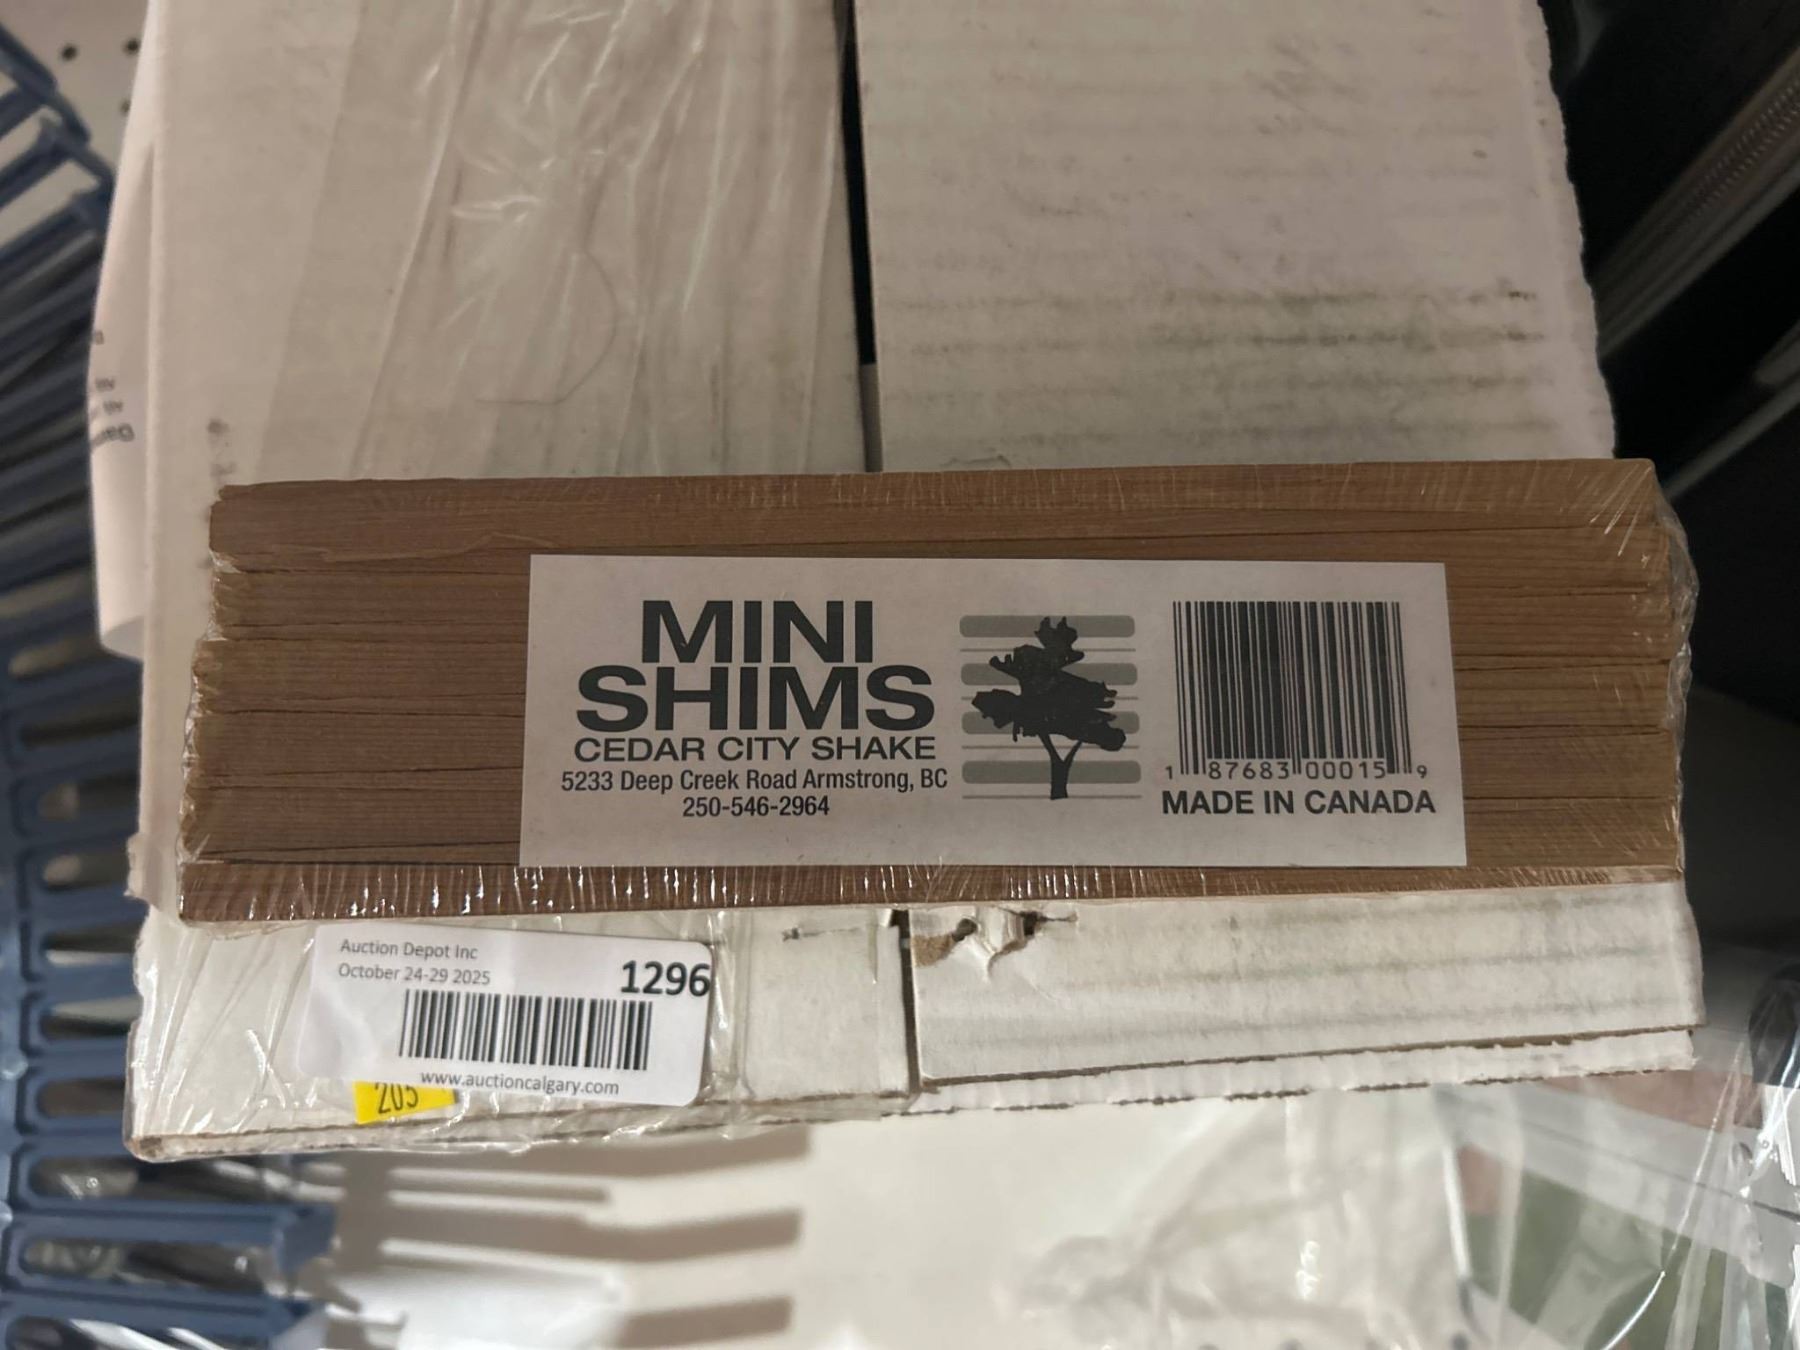 MINI
SHIMS
CEDAR CITY SHAKE
5233 Deep Creek Road Armstrong, BC
250-546-2964
1 87683 00015 9
MADE IN CANADA
Auction Depot Inc
October 24-29 2025
1296
www.auctioncalgary.com
205